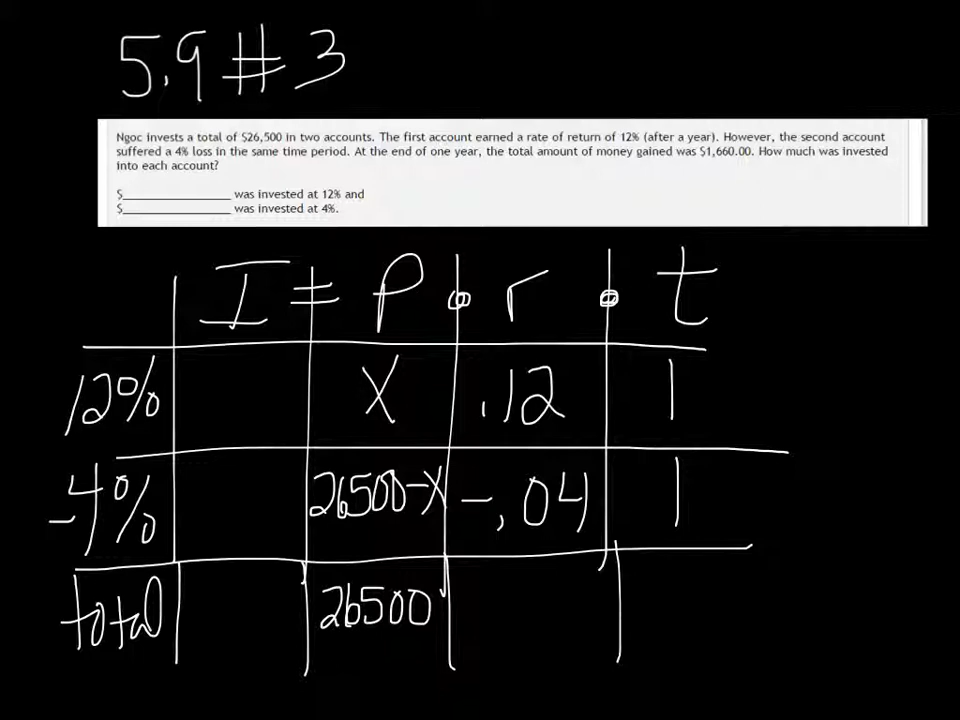 5.9 # 3
Ngoc invests a total of $26,500 in two accounts. The first account earned a rate of return of 12% (after a year). However, the second account
suffered a 4% loss in the same time period. At the end of one year, the total amount of money gained was $1,660.00. How much was invested
into each account?
$____________________ was invested at 12% and
$____________________ was invested at 4%.
I = P · r · t
12% X .12 1
-4% 26500-X -.04 1
total 26500